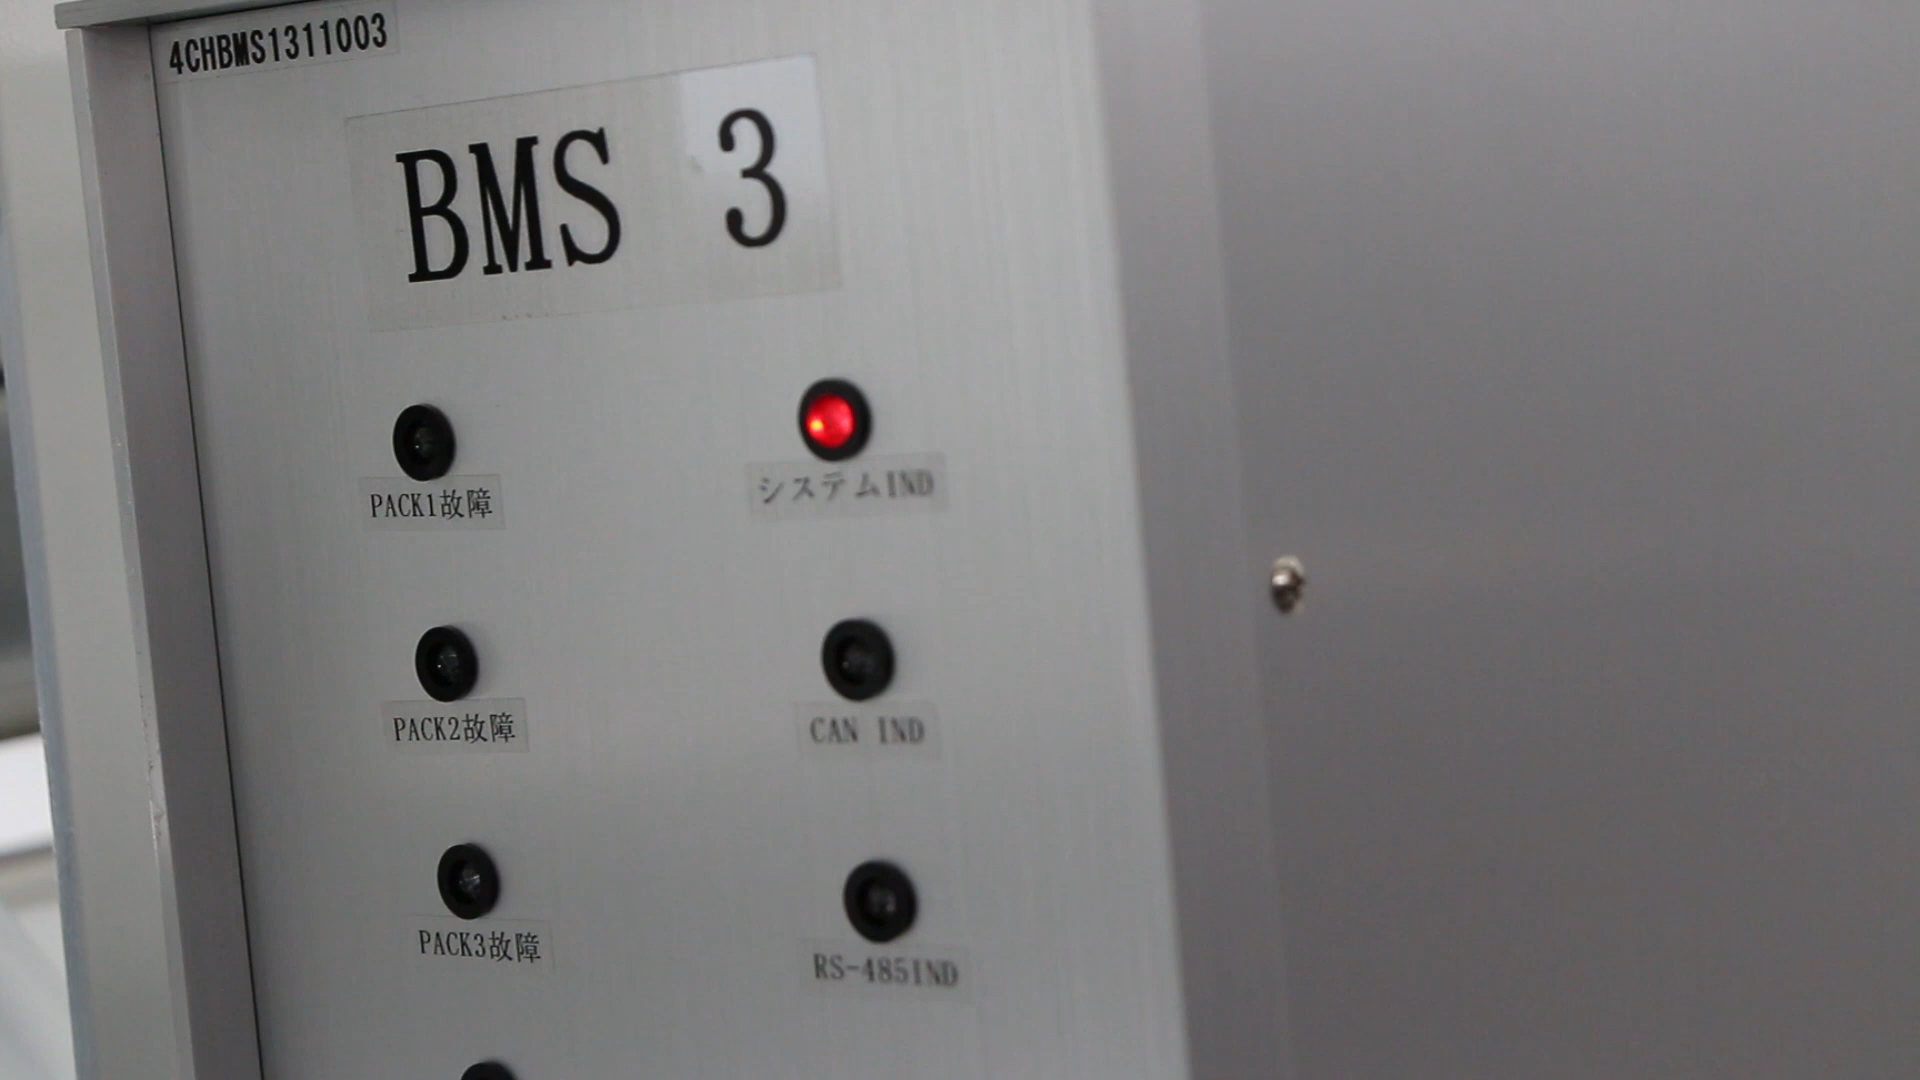 4CHBMS1311003
BMS 3
PACK1故障
システムIND
PACK2故障
CAN IND
PACK3故障
RS-485IND